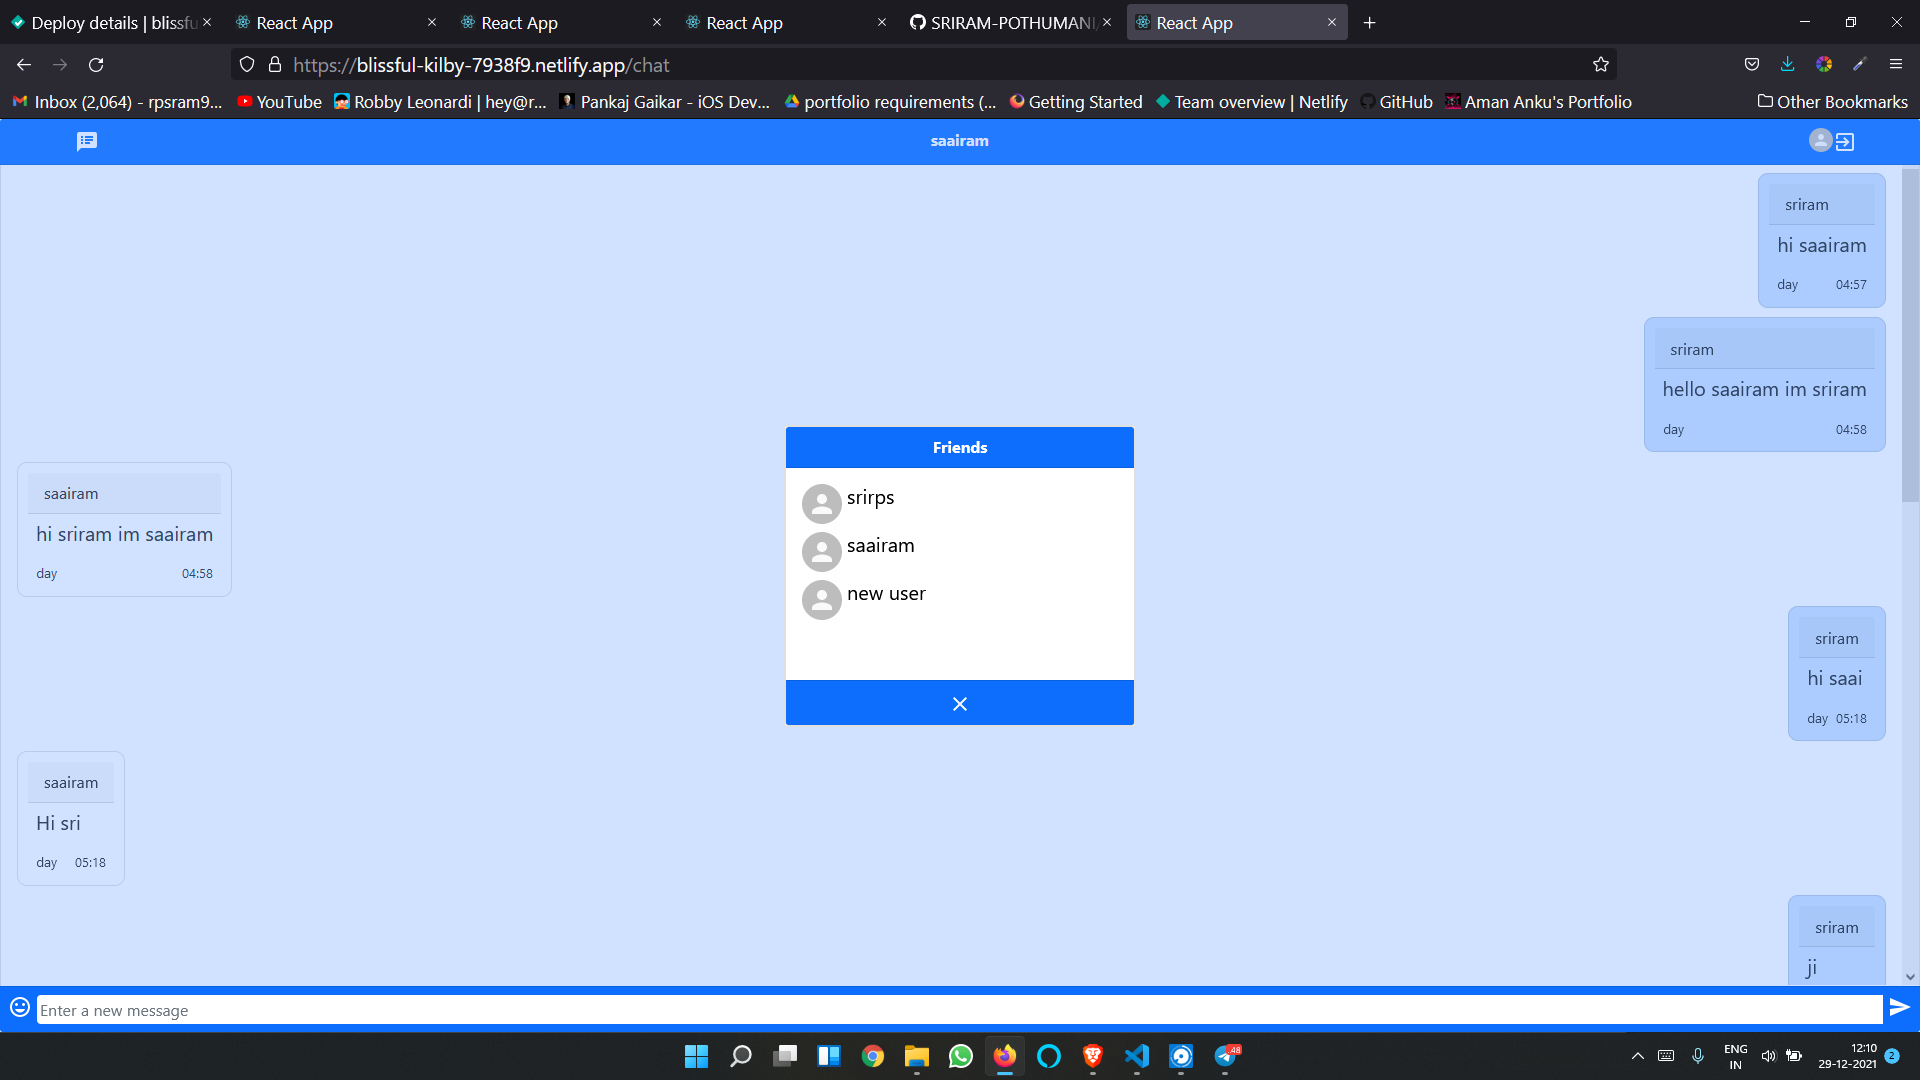 Deploy details | blissfu
React App
React App
React App
SRIRAM-POTHUMANI
React App
https://blissful-kilby-7938f9.netlify.app/chat
Inbox (2,064) - rpsram9...
YouTube
Robby Leonardi | hey@r...
Pankaj Gaikar - iOS Dev...
portfolio requirements (...
Getting Started
Team overview | Netlify
GitHub
Aman Anku's Portfolio
Other Bookmarks
saairam
sriram
hi saairam
day 04:57
sriram
hello saairam im sriram
day 04:58
saairam
hi sriram im saairam
day 04:58
Friends
srirps
saairam
new user
sriram
hi saai
day 05:18
saairam
Hi sri
day 05:18
sriram
ji
Enter a new message
48
ENG
IN
12:10
29-12-2021
2